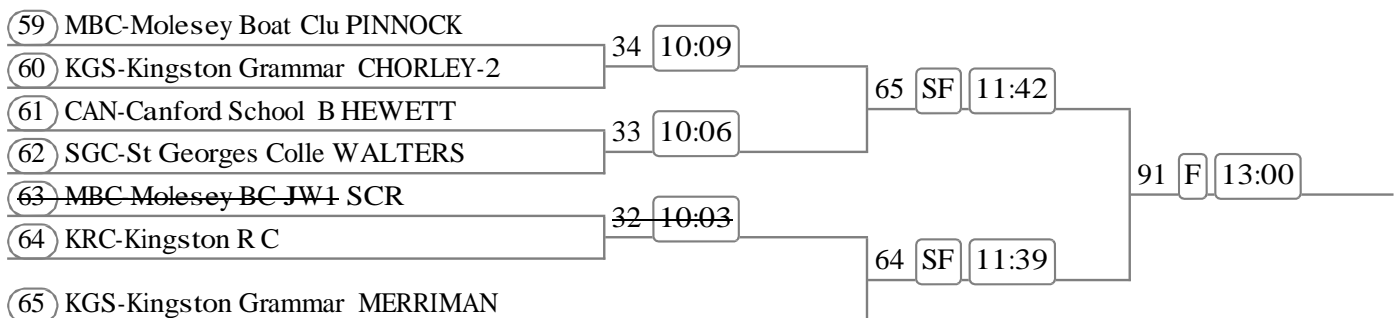 59 MBC-Molesey Boat Clu PINNOCK
34 10:09
60 KGS-Kingston Grammar CHORLEY-2
65 SF 11:42
61 CAN-Canford School B HEWETT
33 10:06
62 SGC-St Georges Colle WALTERS
91 F 13:00
63 MBC-Molesey BC JW1 SCR
32 10:03
64 KRC-Kingston R C
64 SF 11:39
65 KGS-Kingston Grammar MERRIMAN